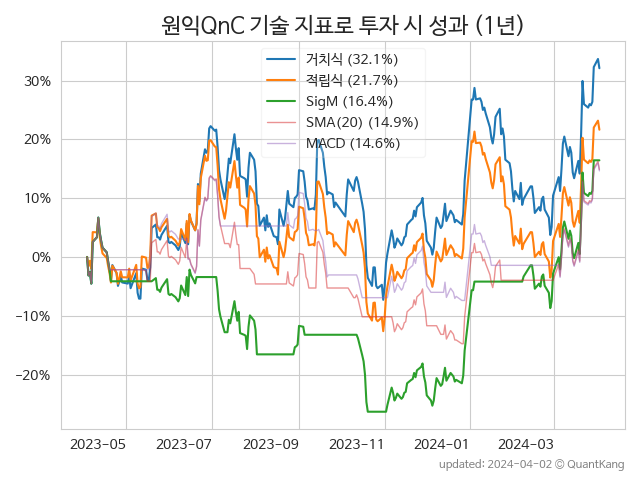 원익QnC 기술 지표로 투자 시 성과 (1년)
거치식 (32.1%)
적립식 (21.7%)
SigM (16.4%)
SMA(20) (14.9%)
MACD (14.6%)
30%
20%
10%
0%
−10%
−20%
2023-05 2023-07 2023-09 2023-11 2024-01 2024-03
updated: 2024-04-02 @ QuantKang